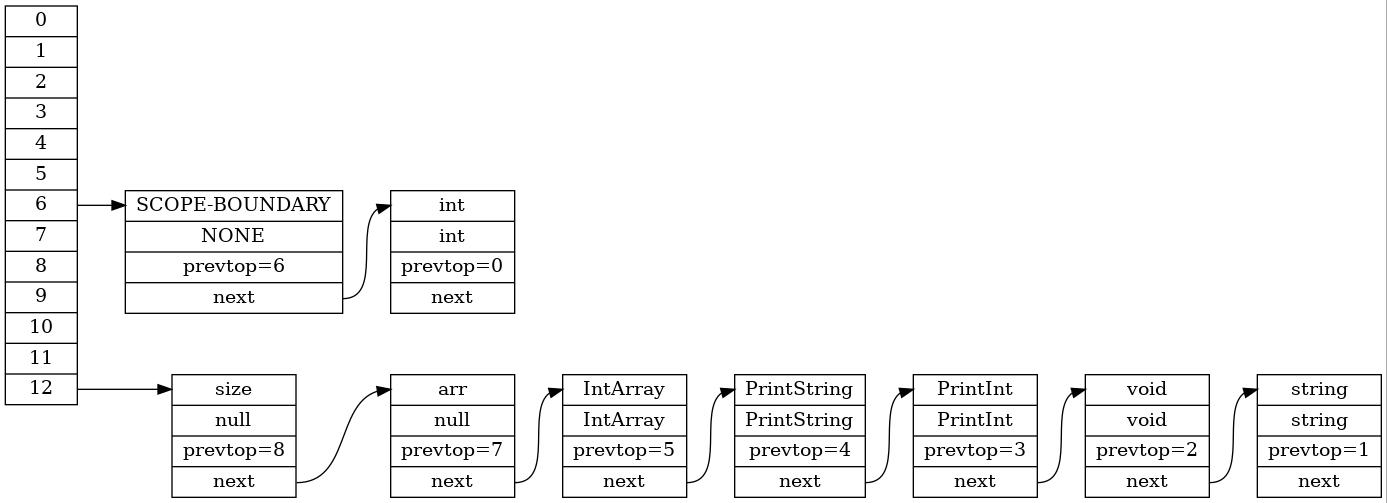 0
1
2
3
4
5
6
7
8
9
10
11
12
SCOPE-BOUNDARY
NONE
prevtop=6
next
int
int
prevtop=0
next
size
null
prevtop=8
next
arr
null
prevtop=7
next
IntArray
IntArray
prevtop=5
next
PrintString
PrintString
prevtop=4
next
PrintInt
PrintInt
prevtop=3
next
void
void
prevtop=2
next
string
string
prevtop=1
next